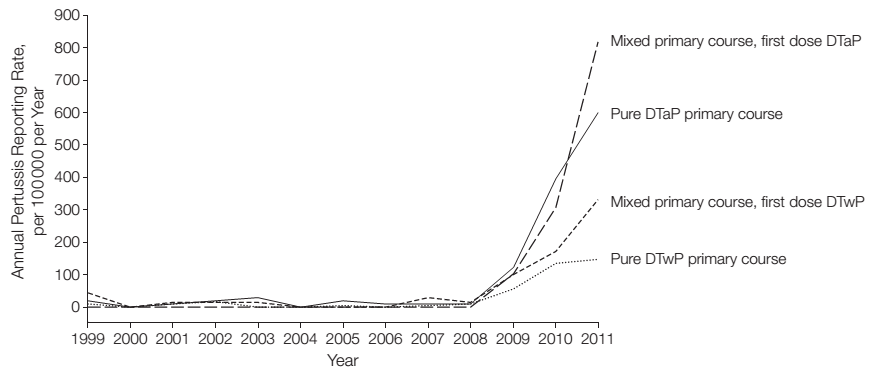 Annual Pertussis Reporting Rate,
per 100 000 per Year
900
800
700
600
500
400
300
200
100
0
1999 2000 2001 2002 2003 2004 2005 2006 2007 2008 2009 2010 2011
Year
Mixed primary course, first dose DTaP
Pure DTaP primary course
Mixed primary course, first dose DTwP
Pure DTwP primary course